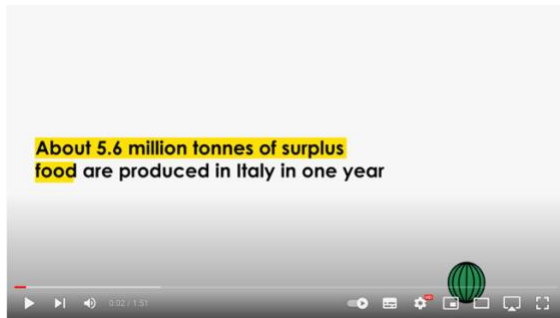 About 5.6 million tonnes of surplus
food are produced in Italy in one year
0:02 / 1:51
HD